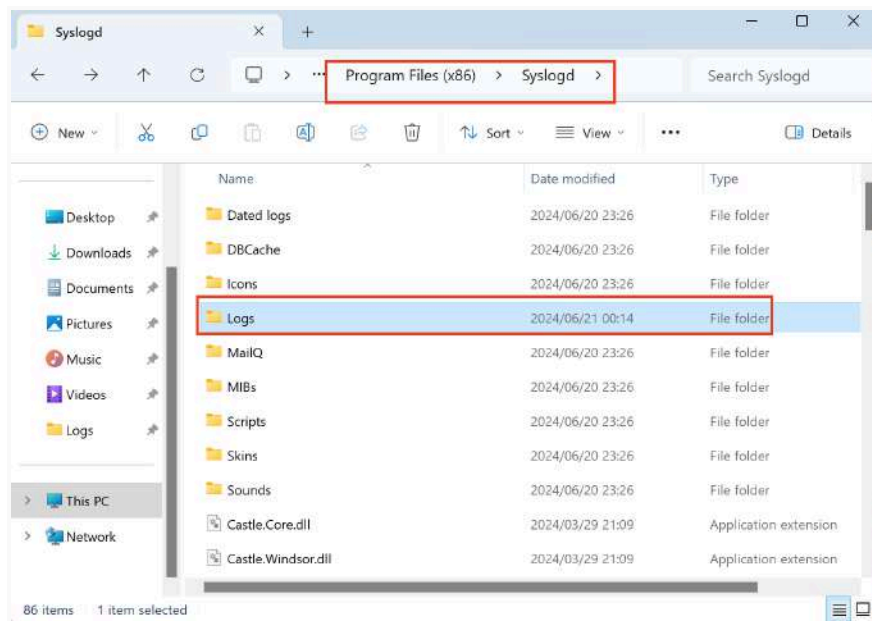 Syslogd
Program Files (x86) > Syslogd >
Search Syslogd
New
Sort
View
Details
Name Date modified Type
Desktop
Downloads
Documents
Pictures
Music
Videos
Logs
This PC
Network
Dated logs 2024/06/20 23:26 File folder
DBCache 2024/06/20 23:26 File folder
Icons 2024/06/20 23:26 File folder
Logs 2024/06/21 00:14 File folder
MailQ 2024/06/20 23:26 File folder
MIBs 2024/06/20 23:26 File folder
Scripts 2024/06/20 23:26 File folder
Skins 2024/06/20 23:26 File folder
Sounds 2024/06/20 23:26 File folder
Castle.Core.dll 2024/03/29 21:09 Application extension
Castle.Windsor.dll 2024/03/29 21:09 Application extension
86 items 1 item selected